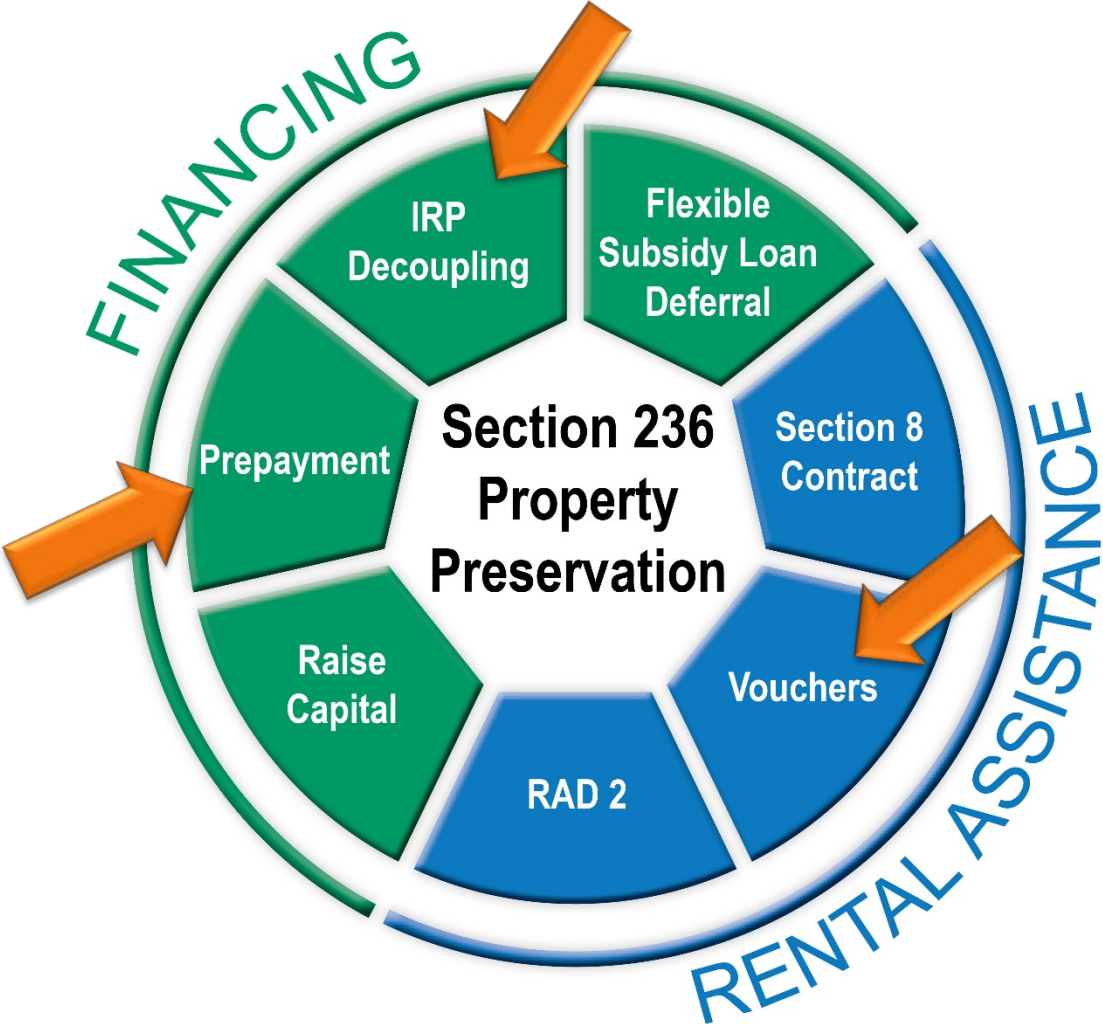 FINANCING
IRP
Decoupling
Flexible
Subsidy Loan
Deferral
Prepayment
Section 236
Property
Preservation
Section 8
Contract
Raise
Capital
Vouchers
RAD 2
RENTAL ASSISTANCE